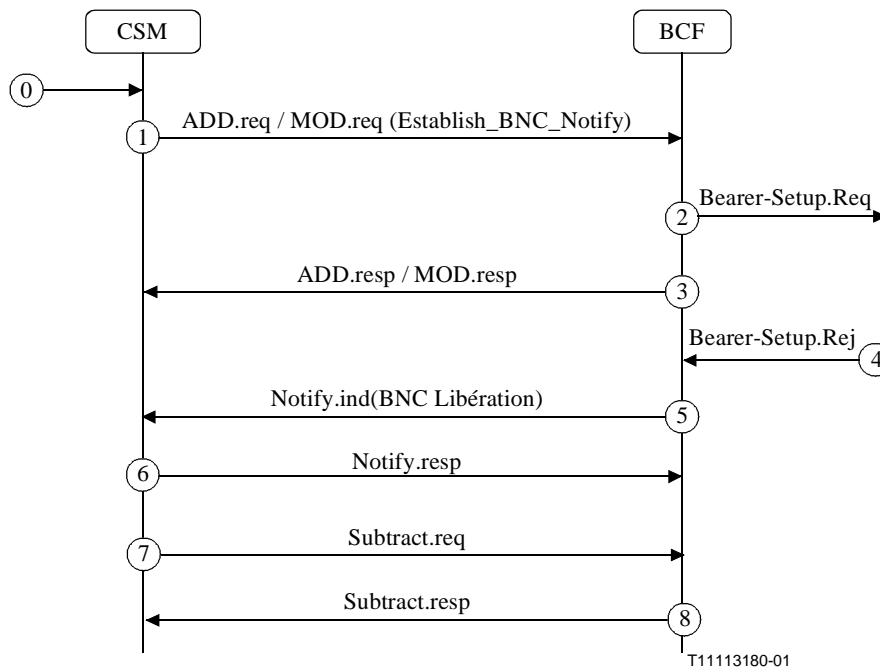 CSM
BCF
0
1
ADD.req / MOD.req (Establish_BNC_Notify)
2
Bearer-Setup.Req
ADD.resp / MOD.resp
3
Bearer-Setup.Rej
4
Notify.ind(BNC Libération)
5
6
Notify.resp
7
Subtract.req
Subtract.resp
8
T11113180-01